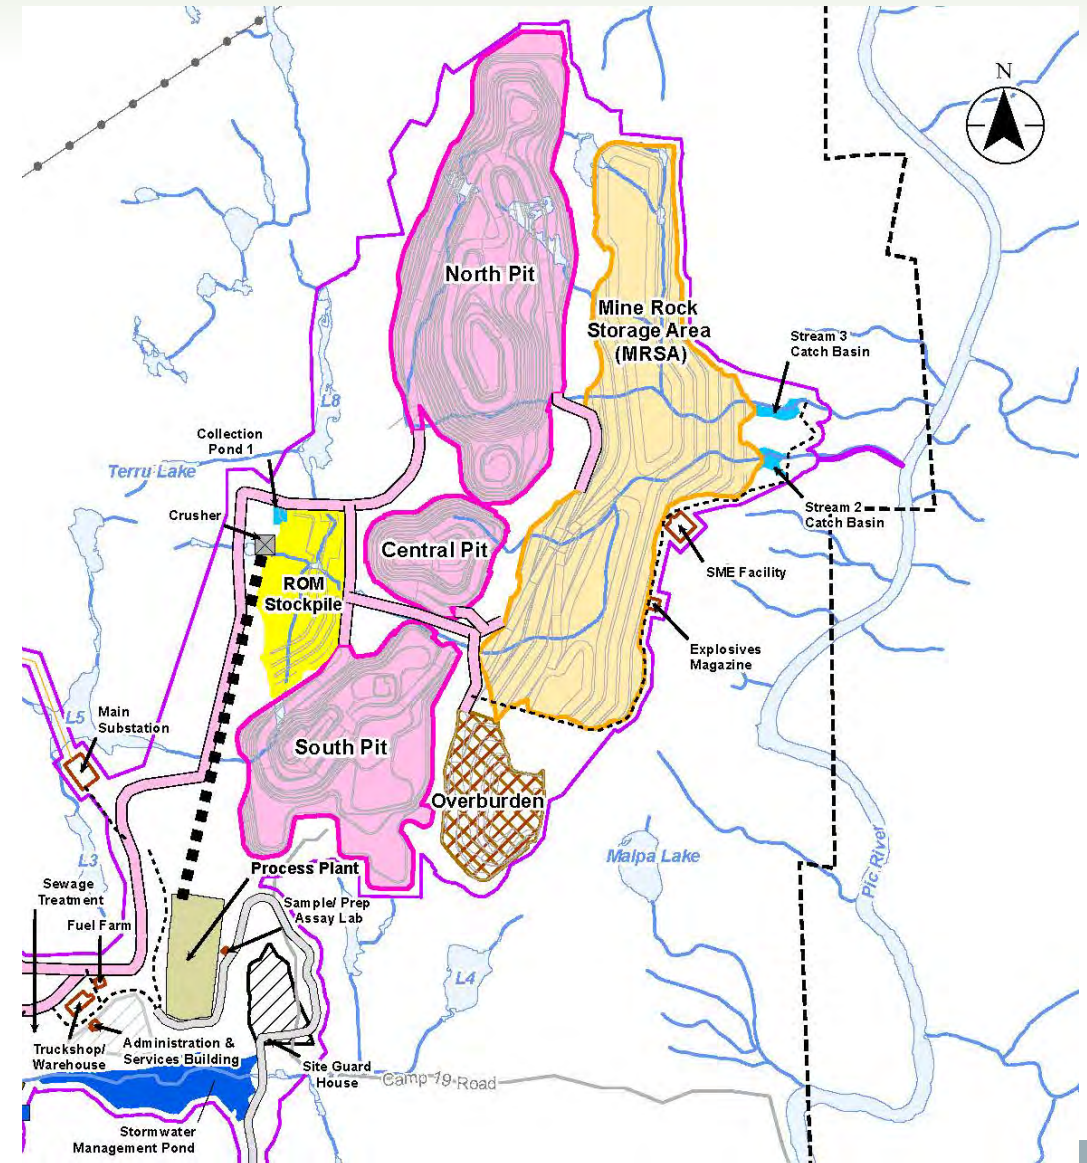 N
North Pit
Mine Rock
Storage Area
(MRSA)
Stream 3
Catch Basin
L8
Collection
Pond 1
Terru Lake
Crusher
Stream 2
Catch Basin
Central Pit
SME Facility
ROM
Stockpile
Explosives
Magazine
L5
Main
Substation
South Pit
Overburden
Malpa Lake
Pic River
L3
Process Plant
Sewage
Treatment
Sample/ Prep
Assay Lab
Fuel Farm
L4
Truckshop/
Warehouse
Administration &
Services Building
Site Guard
House
Camp 19 Road
Stormwater
Management Pond